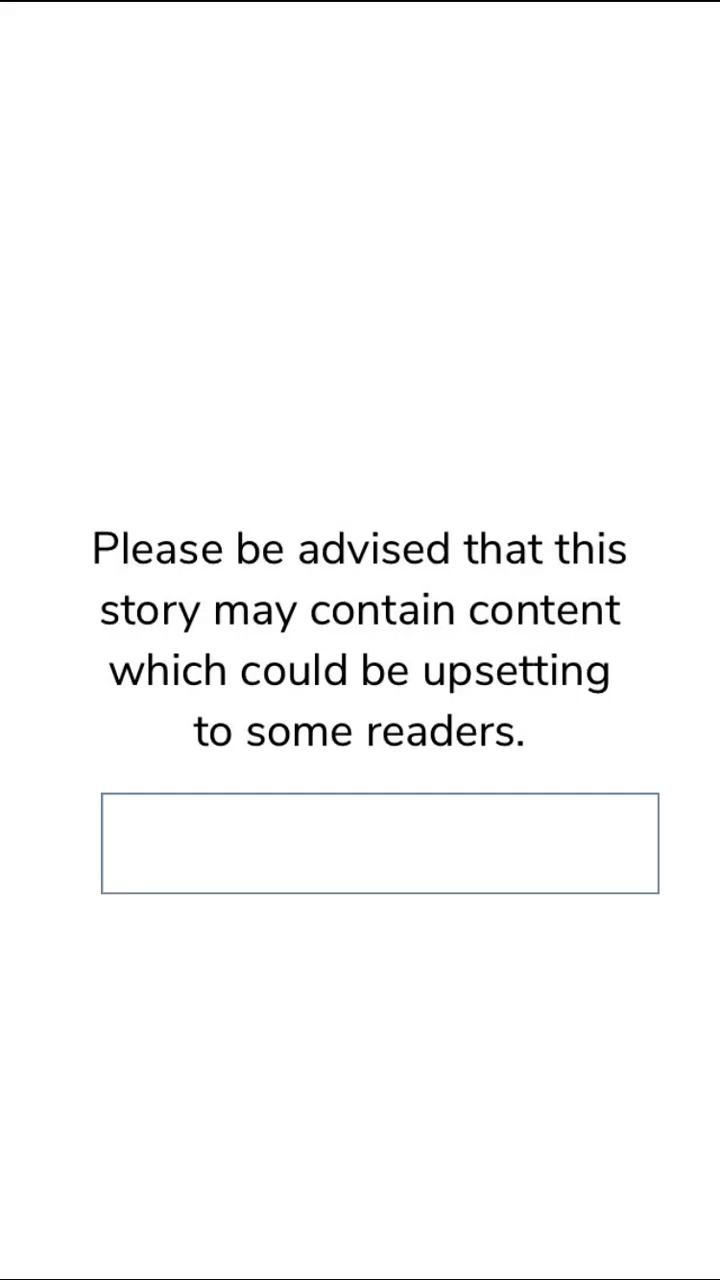 Please be advised that this
story may contain content
which could be upsetting
to some readers.